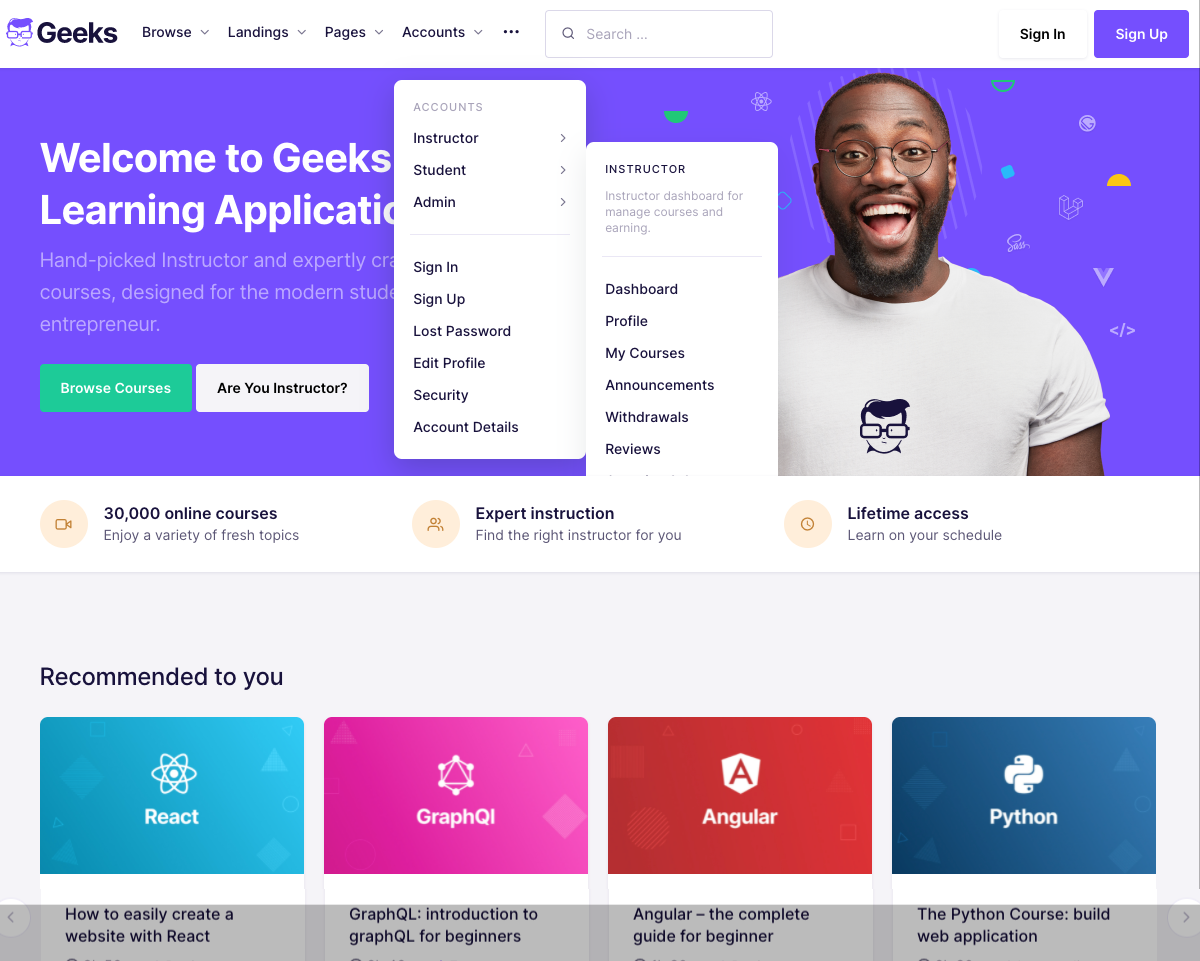 Geeks
Browse
Landings
Pages
Accounts
Search ...
Sign In
Sign Up
Welcome to Geeks
Learning Applicatio
Hand-picked Instructor and expertly cra
courses, designed for the modern stude
entrepreneur.
Browse Courses
Are You Instructor?
ACCOUNTS
Instructor
Student
Admin
Sign In
Sign Up
Lost Password
Edit Profile
Security
Account Details
INSTRUCTOR
Instructor dashboard for
manage courses and
earning.
Dashboard
Profile
My Courses
Announcements
Withdrawals
Reviews
Sass
</>
30,000 online courses
Enjoy a variety of fresh topics
Expert instruction
Find the right instructor for you
Lifetime access
Learn on your schedule
Recommended to you
React
GraphQl
Angular
Python
How to easily create a
website with React
GraphQL: introduction to
graphQL for beginners
Angular – the complete
guide for beginner
The Python Course: build
web application